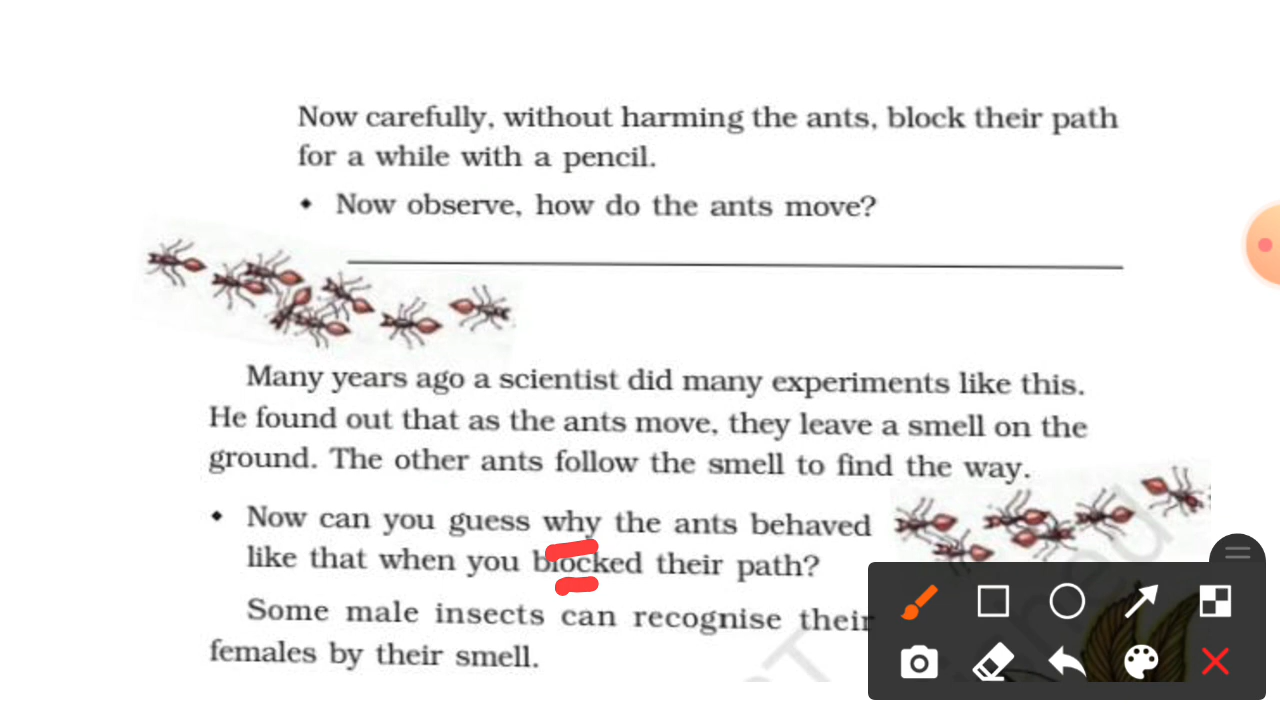 Now carefully, without harming the ants, block their path
for a while with a pencil.
• Now observe, how do the ants move?
Many years ago a scientist did many experiments like this.
He found out that as the ants move, they leave a smell on the
ground. The other ants follow the smell to find the way.
• Now can you guess why the ants behaved
like that when you blocked their path?
Some male insects can recognise their
females by their smell.